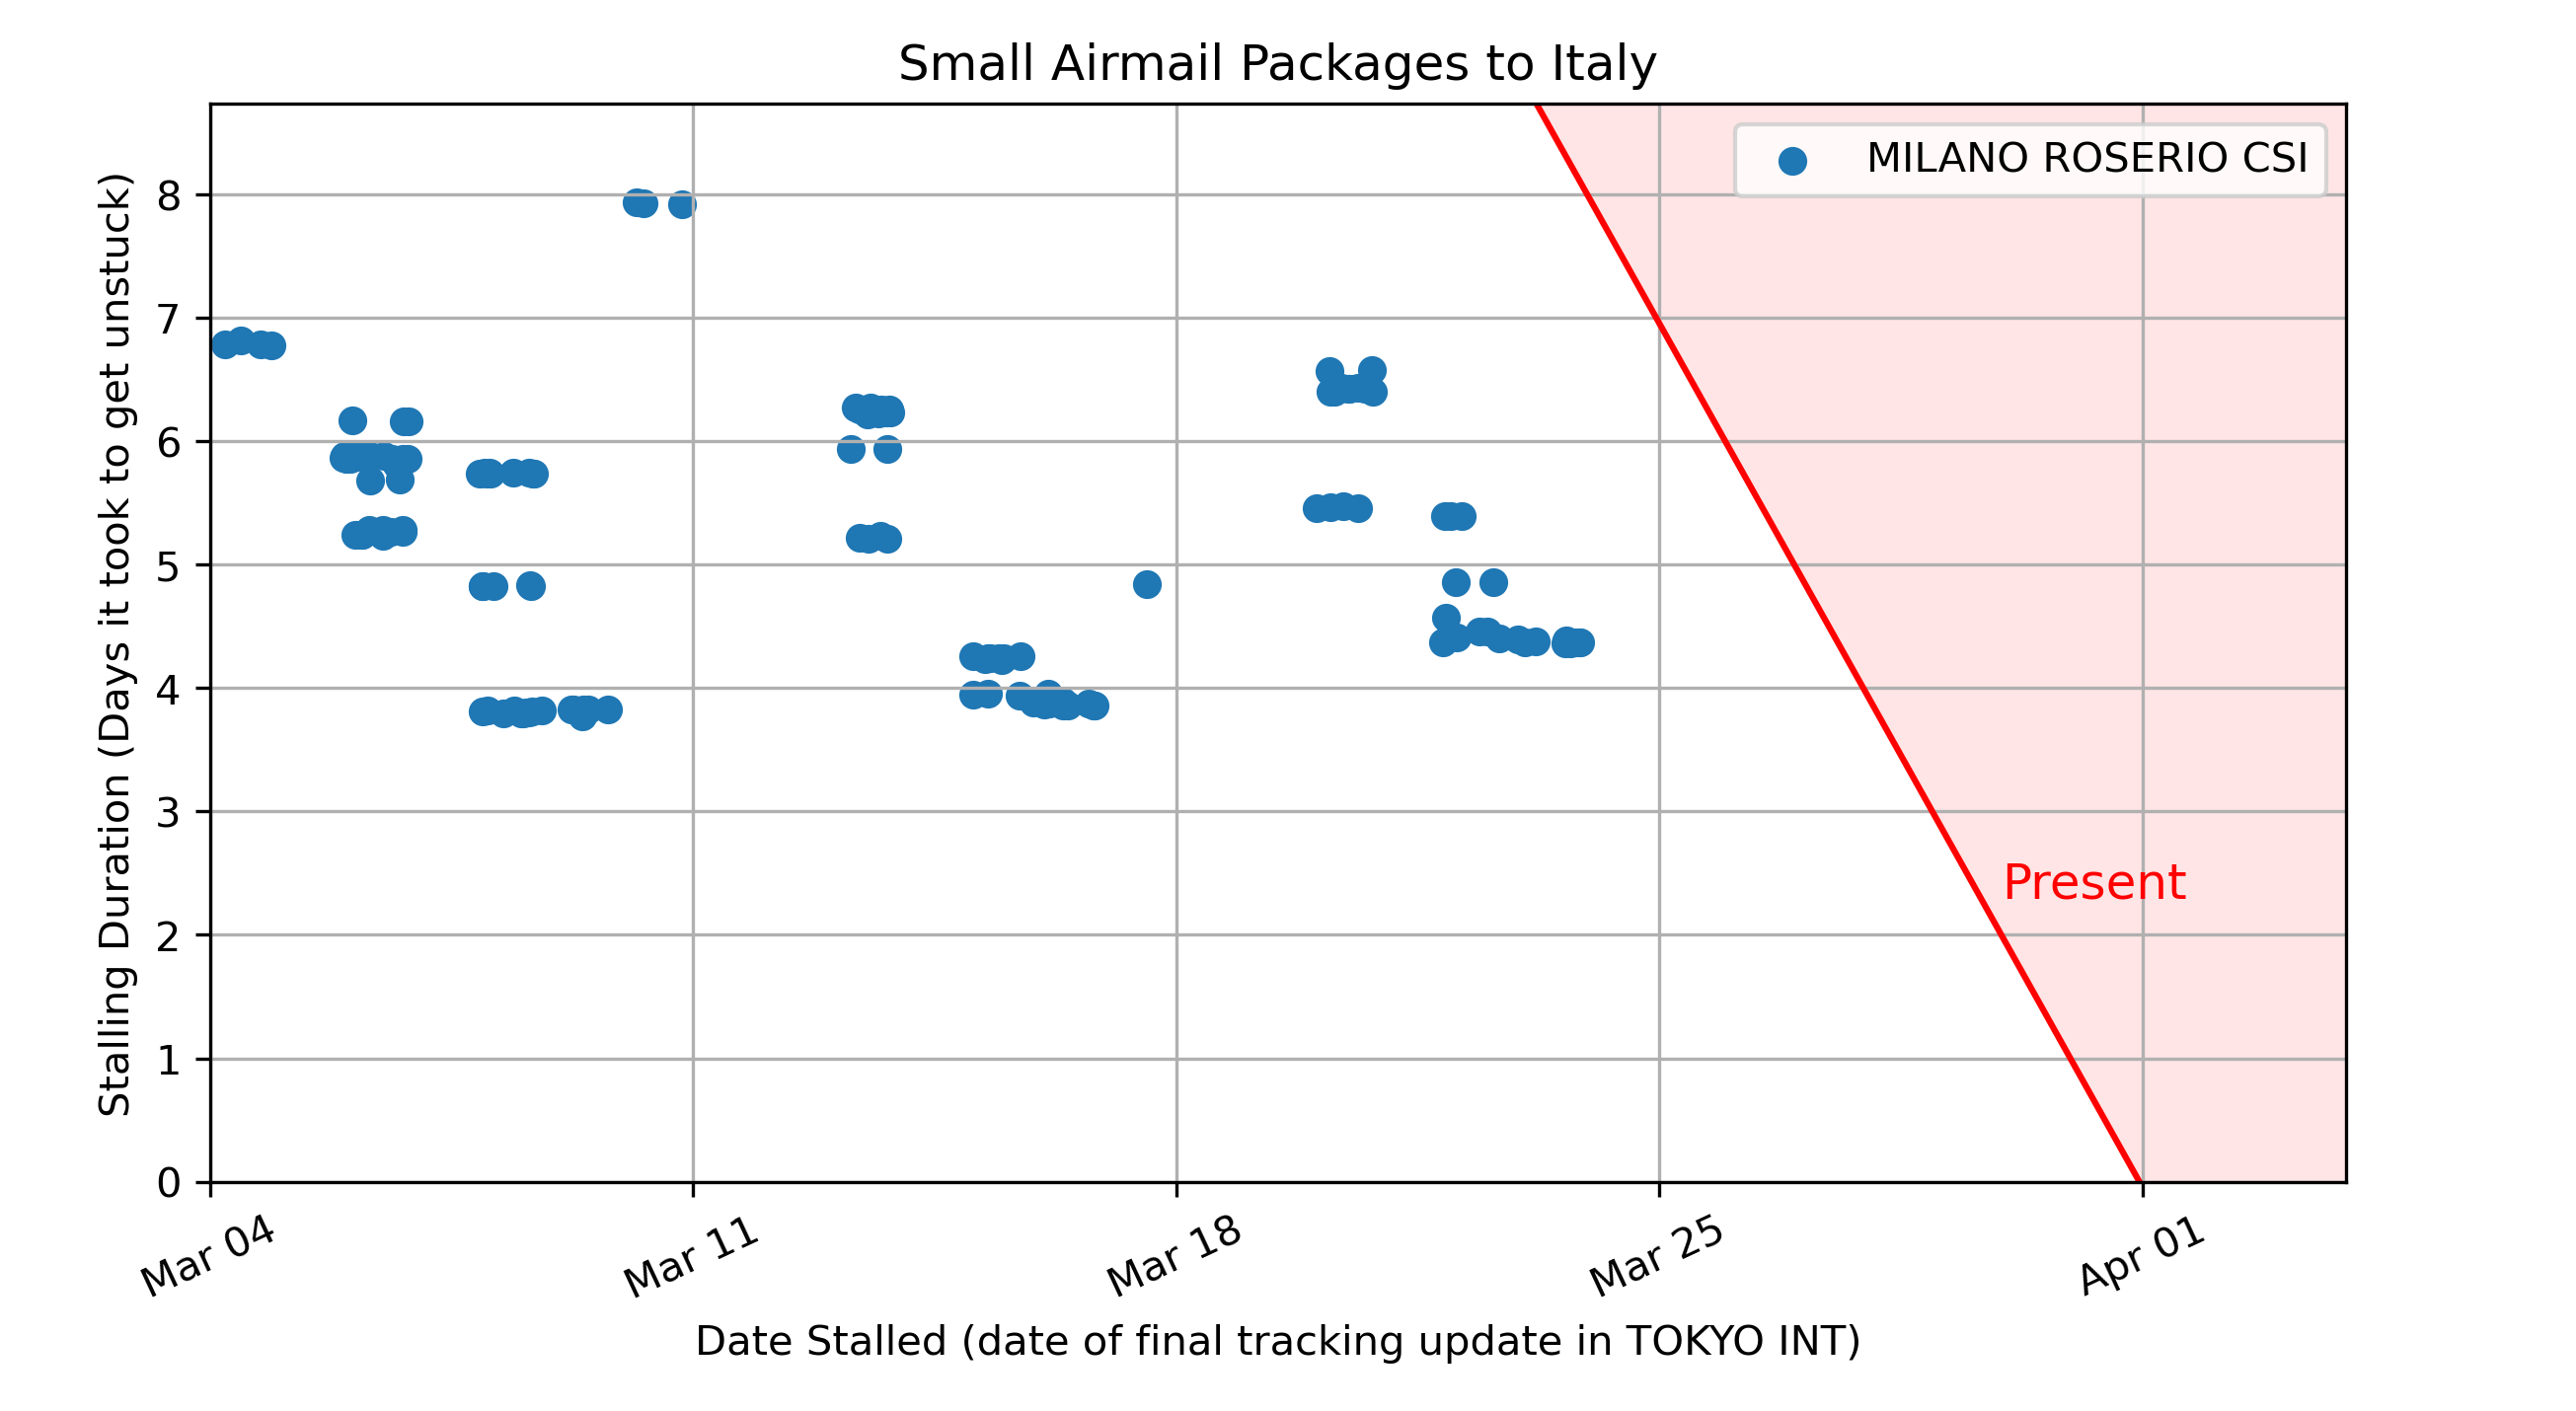 Small Airmail Packages to Italy
MILANO ROSERIO CSI
Stalling Duration (Days it took to get unstuck)
8
7
6
5
4
3
2
1
0
Present
Mar 04
Mar 11
Mar 18
Mar 25
Apr 01
Date Stalled (date of final tracking update in TOKYO INT)